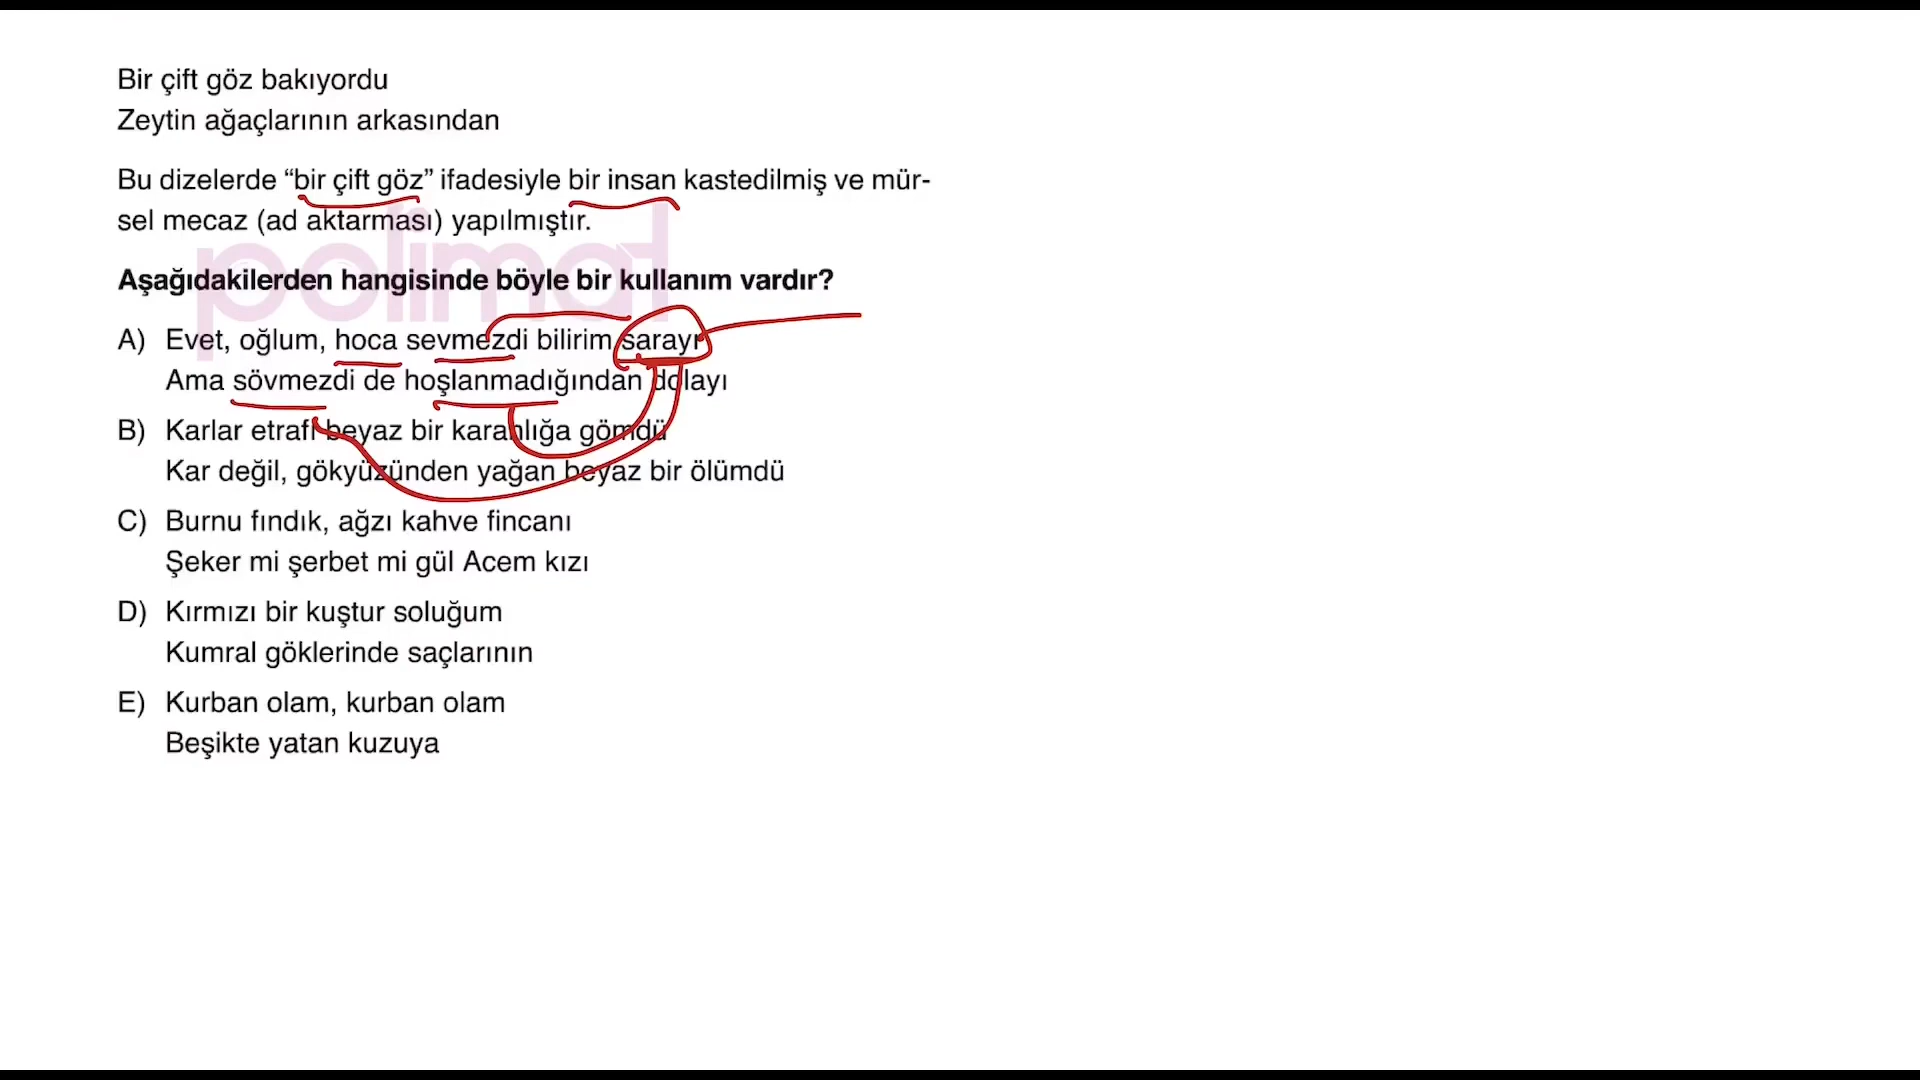 Bir çift göz bakıyordu
Zeytin ağaçlarının arkasından
Bu dizelerde “bir çift göz” ifadesiyle bir insan kastedilmiş ve mür-
sel mecaz (ad aktarması) yapılmıştır.
polimat
Aşağıdakilerden hangisinde böyle bir kullanım vardır?
A) Evet, oğlum, hoca sevmezdi bilirim sarayı
Ama sövmezdi de hoşlanmadığından dolayı
B) Karlar etrafı beyaz bir karanlığa gömdü
Kar değil, gökyüzünden yağan beyaz bir ölümdü
C) Burnu fındık, ağzı kahve fincanı
Şeker mi şerbet mi gül Acem kızı
D) Kırmızı bir kuştur soluğum
Kumral göklerinde saçlarının
E) Kurban olam, kurban olam
Beşikte yatan kuzuya